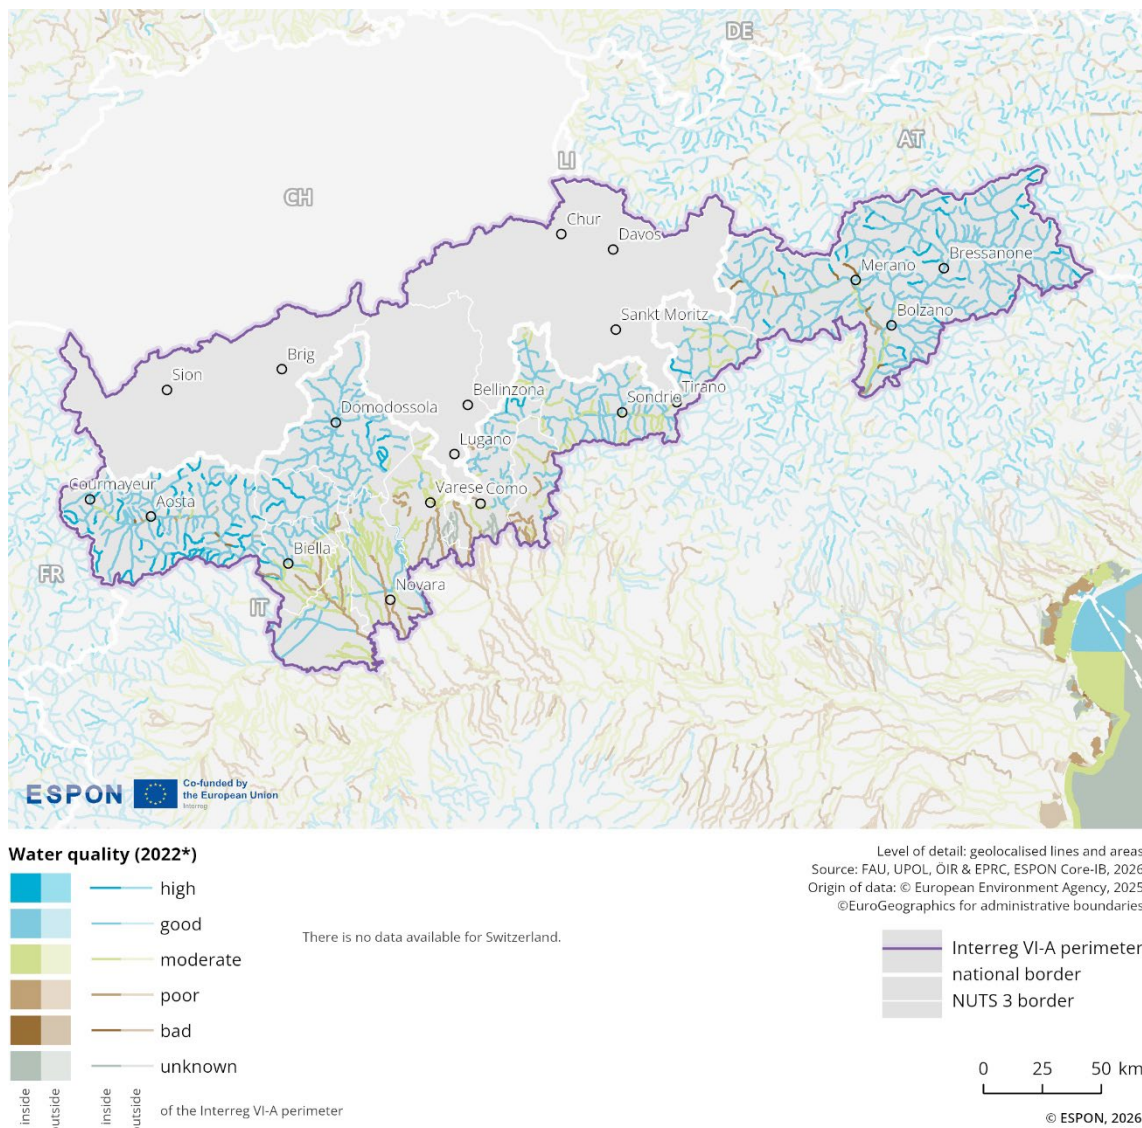 DE
AT
LI
CH
Chur
Davos
Merano
Bressanone
Bolzano
Sankt Moritz
Brig
Sion
Bellinzona
Tirano
Domodossola
Sondrio
Lugano
Courmayeur
Varese
Como
Aosta
Biella
FR
Novara
IT
ESPON
Co-funded by
the European Union
Interreg
Water quality (2022*)
high
good
moderate
poor
bad
unknown
inside
outside
inside
outside
of the Interreg VI-A perimeter
There is no data available for Switzerland.
Level of detail: geolocalised lines and areas
Source: FAU, UPOL, ÖIR & EPRC, ESPON Core-IB, 2026
Origin of data: © European Environment Agency, 2025
©EuroGeographics for administrative boundaries
Interreg VI-A perimeter
national border
NUTS 3 border
0 25 50 km
© ESPON, 2026